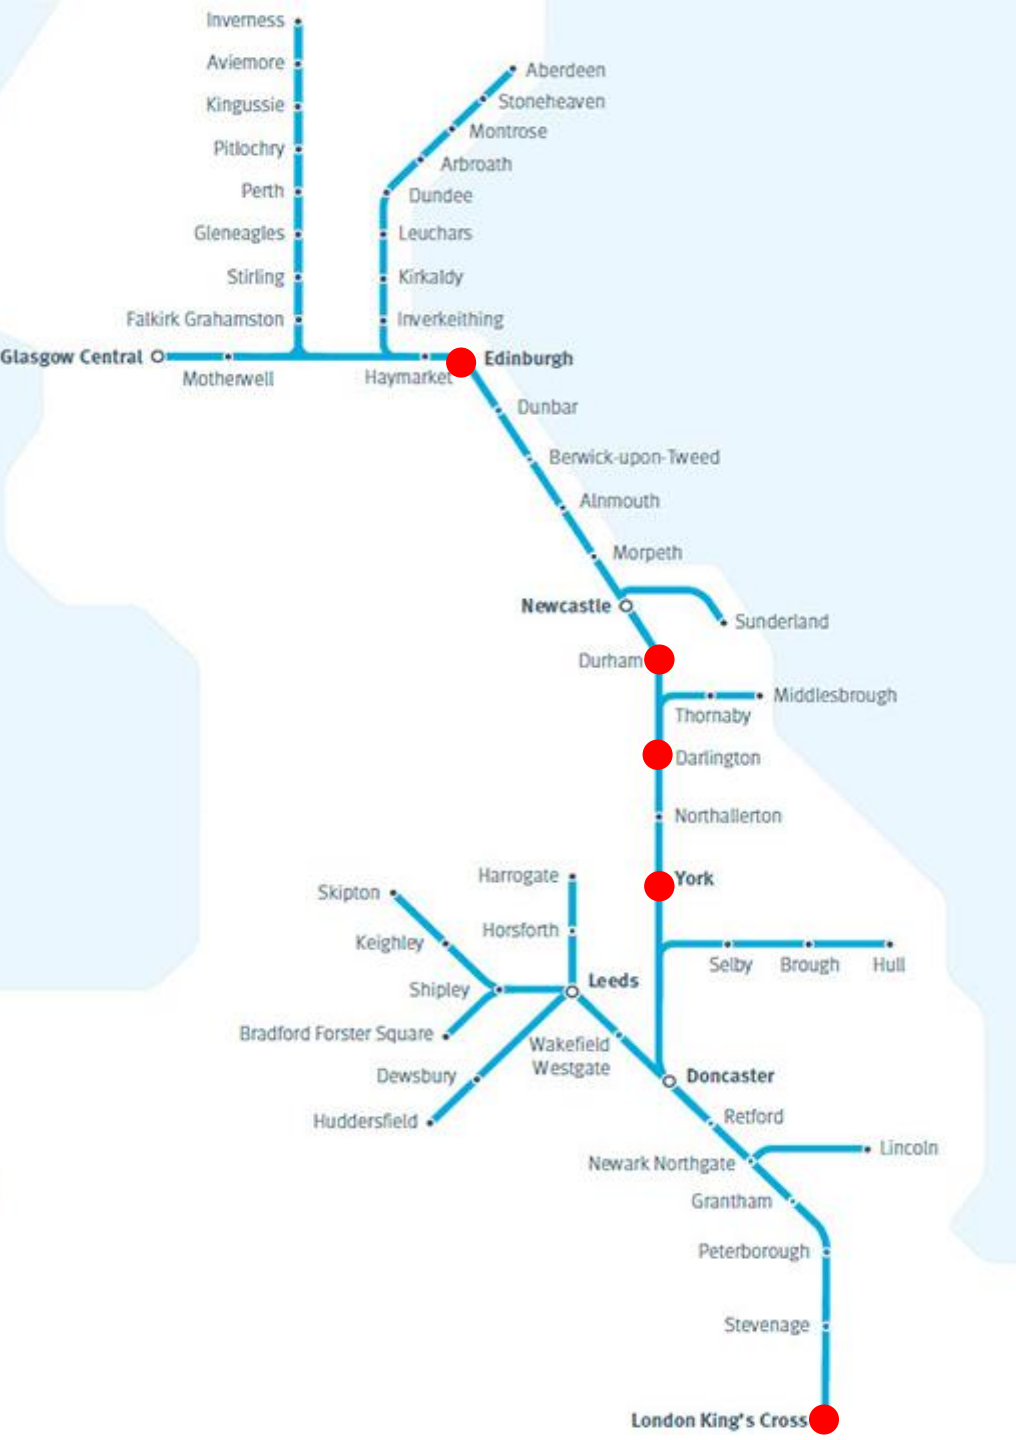 Inverness
Aviemore
Kingussie
Pitlochry
Perth
Gleneagles
Stirling
Falkirk Grahamston
Aberdeen
Stoneheaven
Montrose
Arbroath
Dundee
Leuchars
Kirkaldy
Inverkeithing
Glasgow Central
Motherwell
Haymarket
Edinburgh
Dunbar
Berwick-upon-Tweed
Alnmouth
Morpeth
Newcastle
Sunderland
Durham
Middlesbrough
Thornaby
Darlington
Northallerton
York
Harrogate
Skipton
Horsforth
Keighley
Selby
Brough
Hull
Leeds
Shipley
Bradford Forster Square
Wakefield
Westgate
Dewsbury
Doncaster
Huddersfield
Retford
Lincoln
Newark Northgate
Grantham
Peterborough
Stevenage
London King's Cross